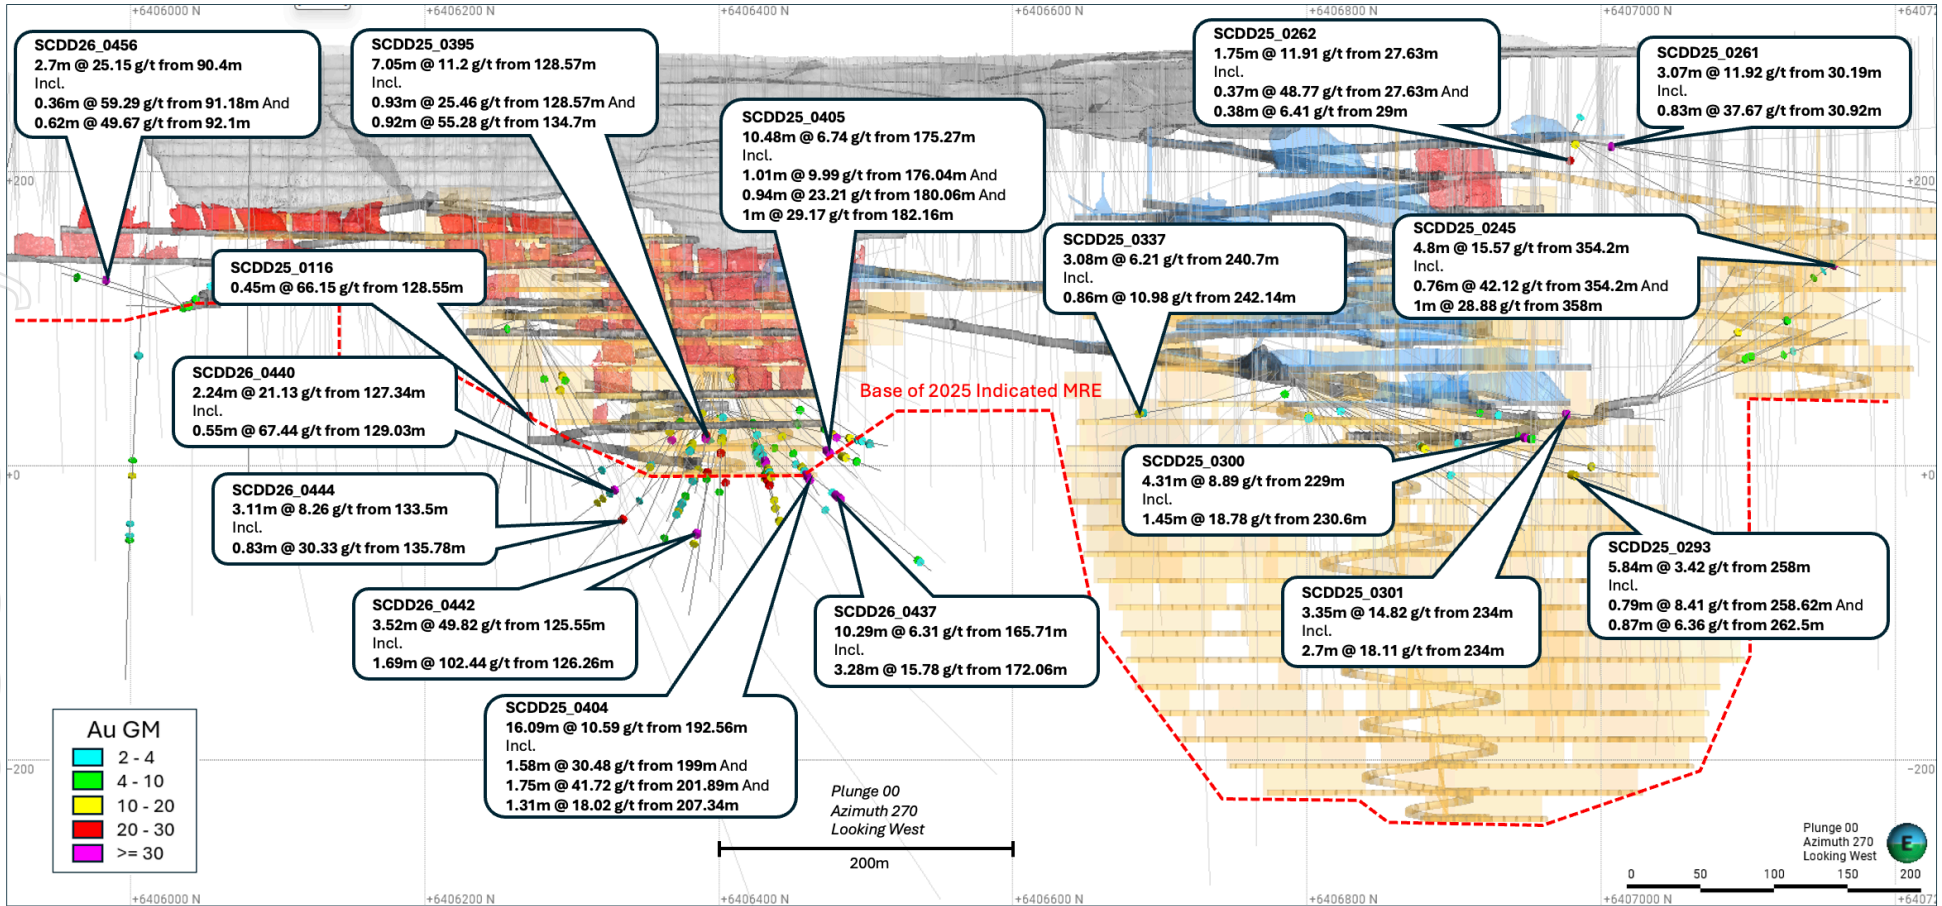 +6406000 N
+6406200 N
+6406400 N
+6406600 N
+6406800 N
+6407000 N
SCDD26_0456
2.7m @ 25.15 g/t from 90.4m
Incl.
0.36m @ 59.29 g/t from 91.18m And
0.62m @ 49.67 g/t from 92.1m
SCDD25_0395
7.05m @ 11.2 g/t from 128.57m
Incl.
0.93m @ 25.46 g/t from 128.57m And
0.92m @ 55.28 g/t from 134.7m
SCDD25_0405
10.48m @ 6.74 g/t from 175.27m
Incl.
1.01m @ 9.99 g/t from 176.04m And
0.94m @ 23.21 g/t from 180.06m And
1m @ 29.17 g/t from 182.16m
SCDD25_0262
1.75m @ 11.91 g/t from 27.63m
Incl.
0.37m @ 48.77 g/t from 27.63m And
0.38m @ 6.41 g/t from 29m
SCDD25_0261
3.07m @ 11.92 g/t from 30.19m
Incl.
0.83m @ 37.67 g/t from 30.92m
+200
+200
SCDD25_0116
0.45m @ 66.15 g/t from 128.55m
SCDD25_0337
3.08m @ 6.21 g/t from 240.7m
Incl.
0.86m @ 10.98 g/t from 242.14m
SCDD25_0245
4.8m @ 15.57 g/t from 354.2m
Incl.
0.76m @ 42.12 g/t from 354.2m And
1m @ 28.88 g/t from 358m
SCDD26_0440
2.24m @ 21.13 g/t from 127.34m
Incl.
0.55m @ 67.44 g/t from 129.03m
Base of 2025 Indicated MRE
+0
+0
SCDD26_0444
3.11m @ 8.26 g/t from 133.5m
Incl.
0.83m @ 30.33 g/t from 135.78m
SCDD25_0300
4.31m @ 8.89 g/t from 229m
Incl.
1.45m @ 18.78 g/t from 230.6m
SCDD25_0293
5.84m @ 3.42 g/t from 258m
Incl.
0.79m @ 8.41 g/t from 258.62m And
0.87m @ 6.36 g/t from 262.5m
SCDD26_0442
3.52m @ 49.82 g/t from 125.55m
Incl.
1.69m @ 102.44 g/t from 126.26m
SCDD26_0437
10.29m @ 6.31 g/t from 165.71m
Incl.
3.28m @ 15.78 g/t from 172.06m
SCDD25_0301
3.35m @ 14.82 g/t from 234m
Incl.
2.7m @ 18.11 g/t from 234m
SCDD25_0404
16.09m @ 10.59 g/t from 192.56m
Incl.
1.58m @ 30.48 g/t from 199m And
1.75m @ 41.72 g/t from 201.89m And
1.31m @ 18.02 g/t from 207.34m
Au GM
2 - 4
4 - 10
10 - 20
20 - 30
>= 30
-200
-200
Plunge 00
Azimuth 270
Looking West
200m
Plunge 00
Azimuth 270
Looking West
E
0 50 100 150 200
+6406000 N
+6406200 N
+6406400 N
+6406600 N
+6406800 N
+6407000 N